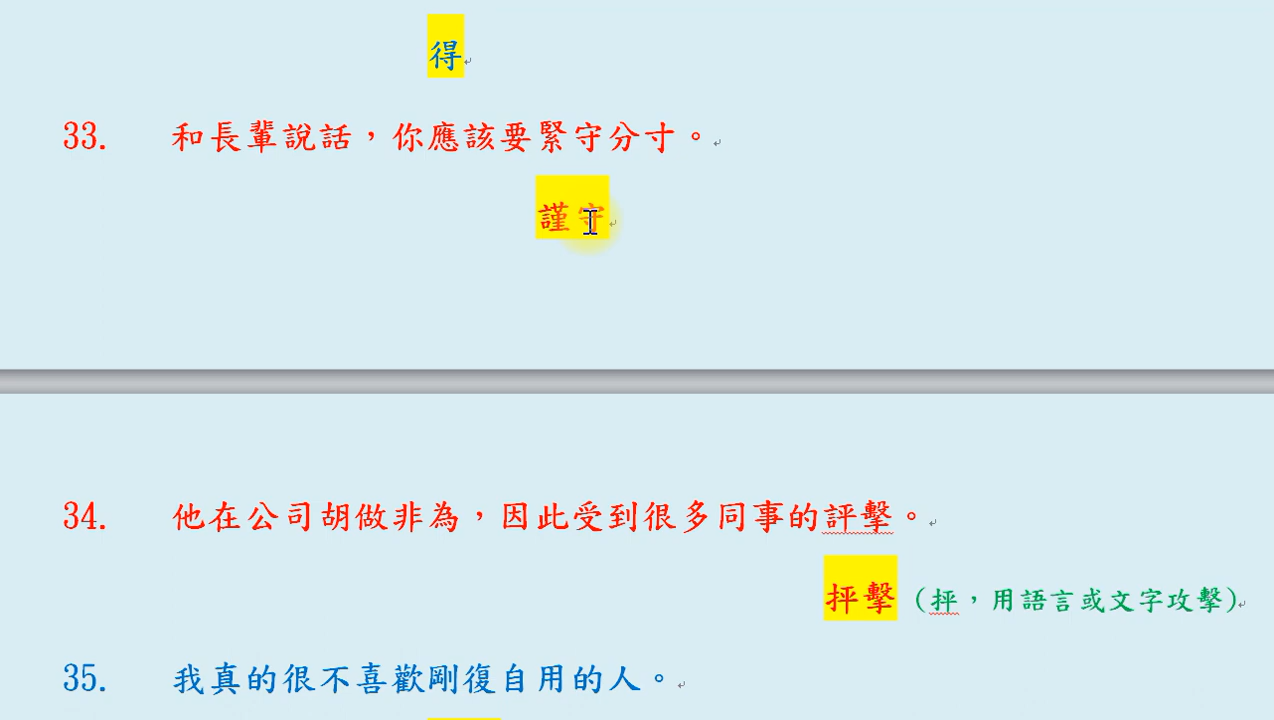 得
33. 和長輩說話，你應該要緊守分寸。
謹守
34. 他在公司胡做非為，因此受到很多同事的評擊。
抨擊（抨，用語言或文字攻擊）
35. 我真的很不喜歡剛復自用的人。